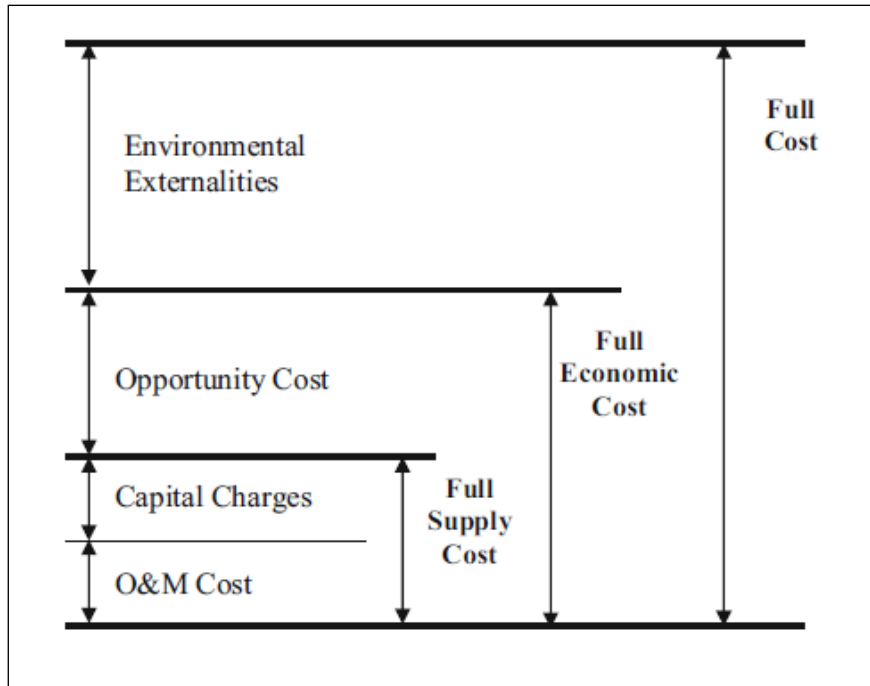 Full
Cost
Environmental
Externalities
Full
Economic
Cost
Opportunity Cost
Full
Supply
Cost
Capital Charges
O&M Cost